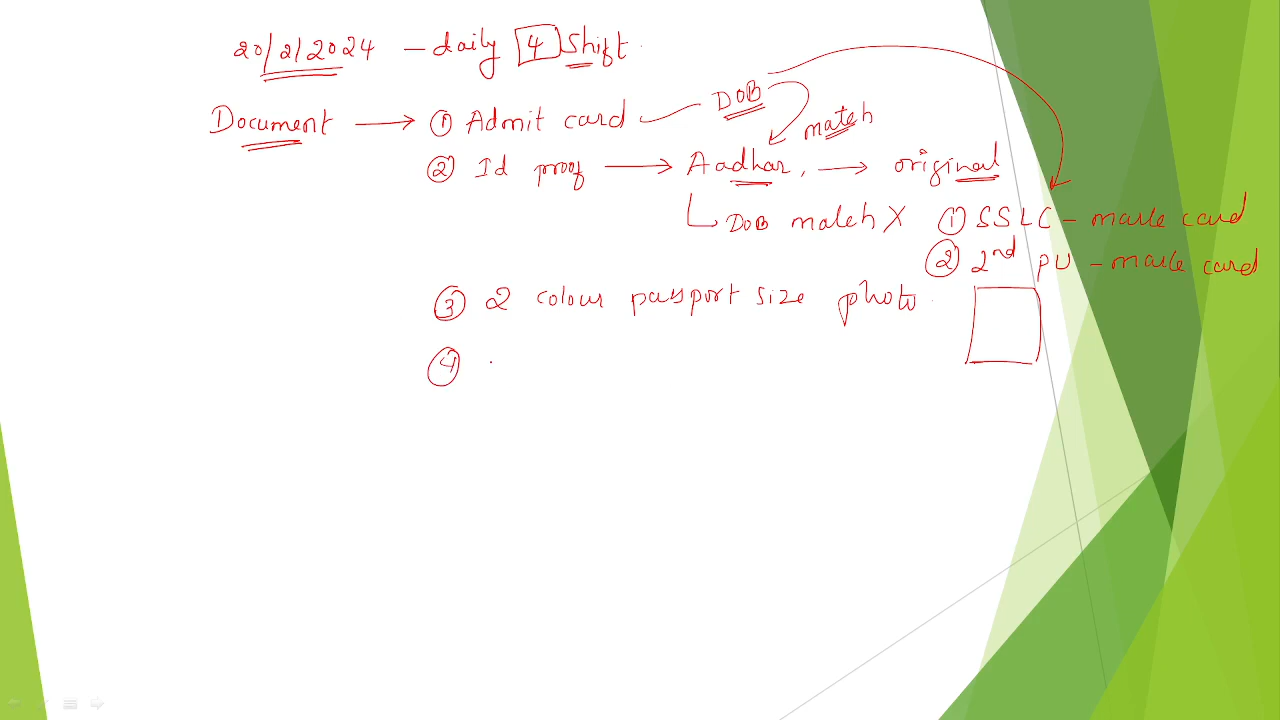 20/2/2024 - daily 4 Shift
Document → ① Admit card DOB
match
② Id proof → Aadhar, → original
DOB match X ① SSLC - marks card
② 2nd PU - marks card
③ 2 colour passport size photo
④